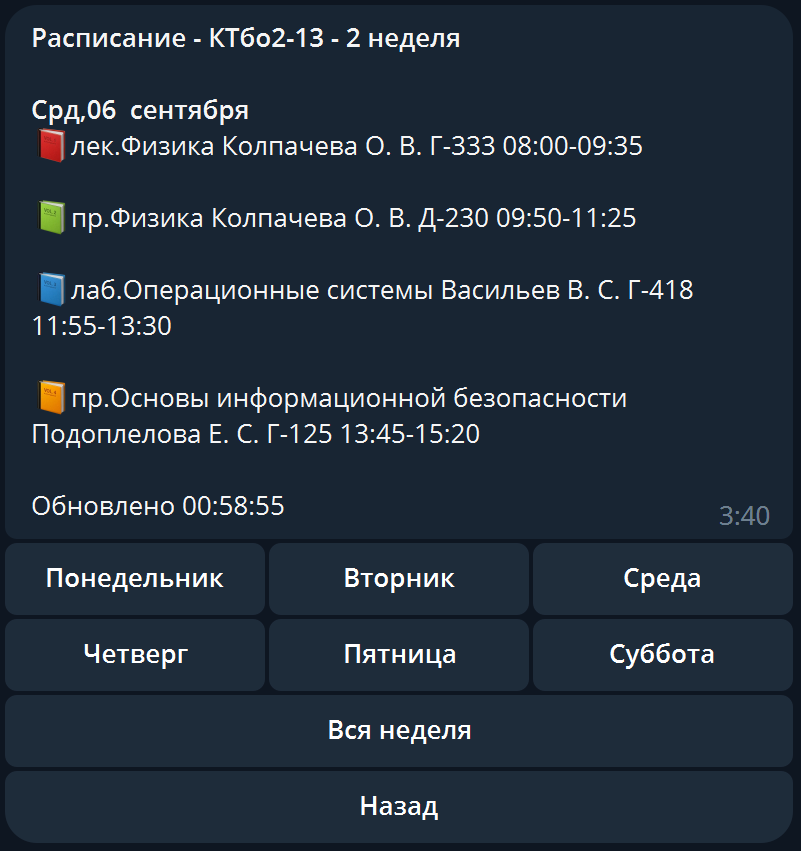 Расписание - КТбо2-13 - 2 неделя
Срд,06 сентября
лек.Физика Колпачева О. В. Г-333 08:00-09:35
пр.Физика Колпачева О. В. Д-230 09:50-11:25
лаб.Операционные системы Васильев В. С. Г-418
11:55-13:30
пр.Основы информационной безопасности
Подоплелова Е. С. Г-125 13:45-15:20
Обновлено 00:58:55
3:40
Понедельник
Вторник
Среда
Четверг
Пятница
Суббота
Вся неделя
Назад